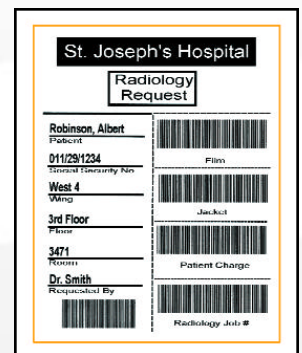 St. Joseph's Hospital
Radiology
Request
Robinson, Albert
Patient
011/29/1234
Social Security No
West 4
Wing
3rd Floor
Floor
3471
Room
Dr. Smith
Requested By
Film
Jacket
Patient Charge
Radiology Job #